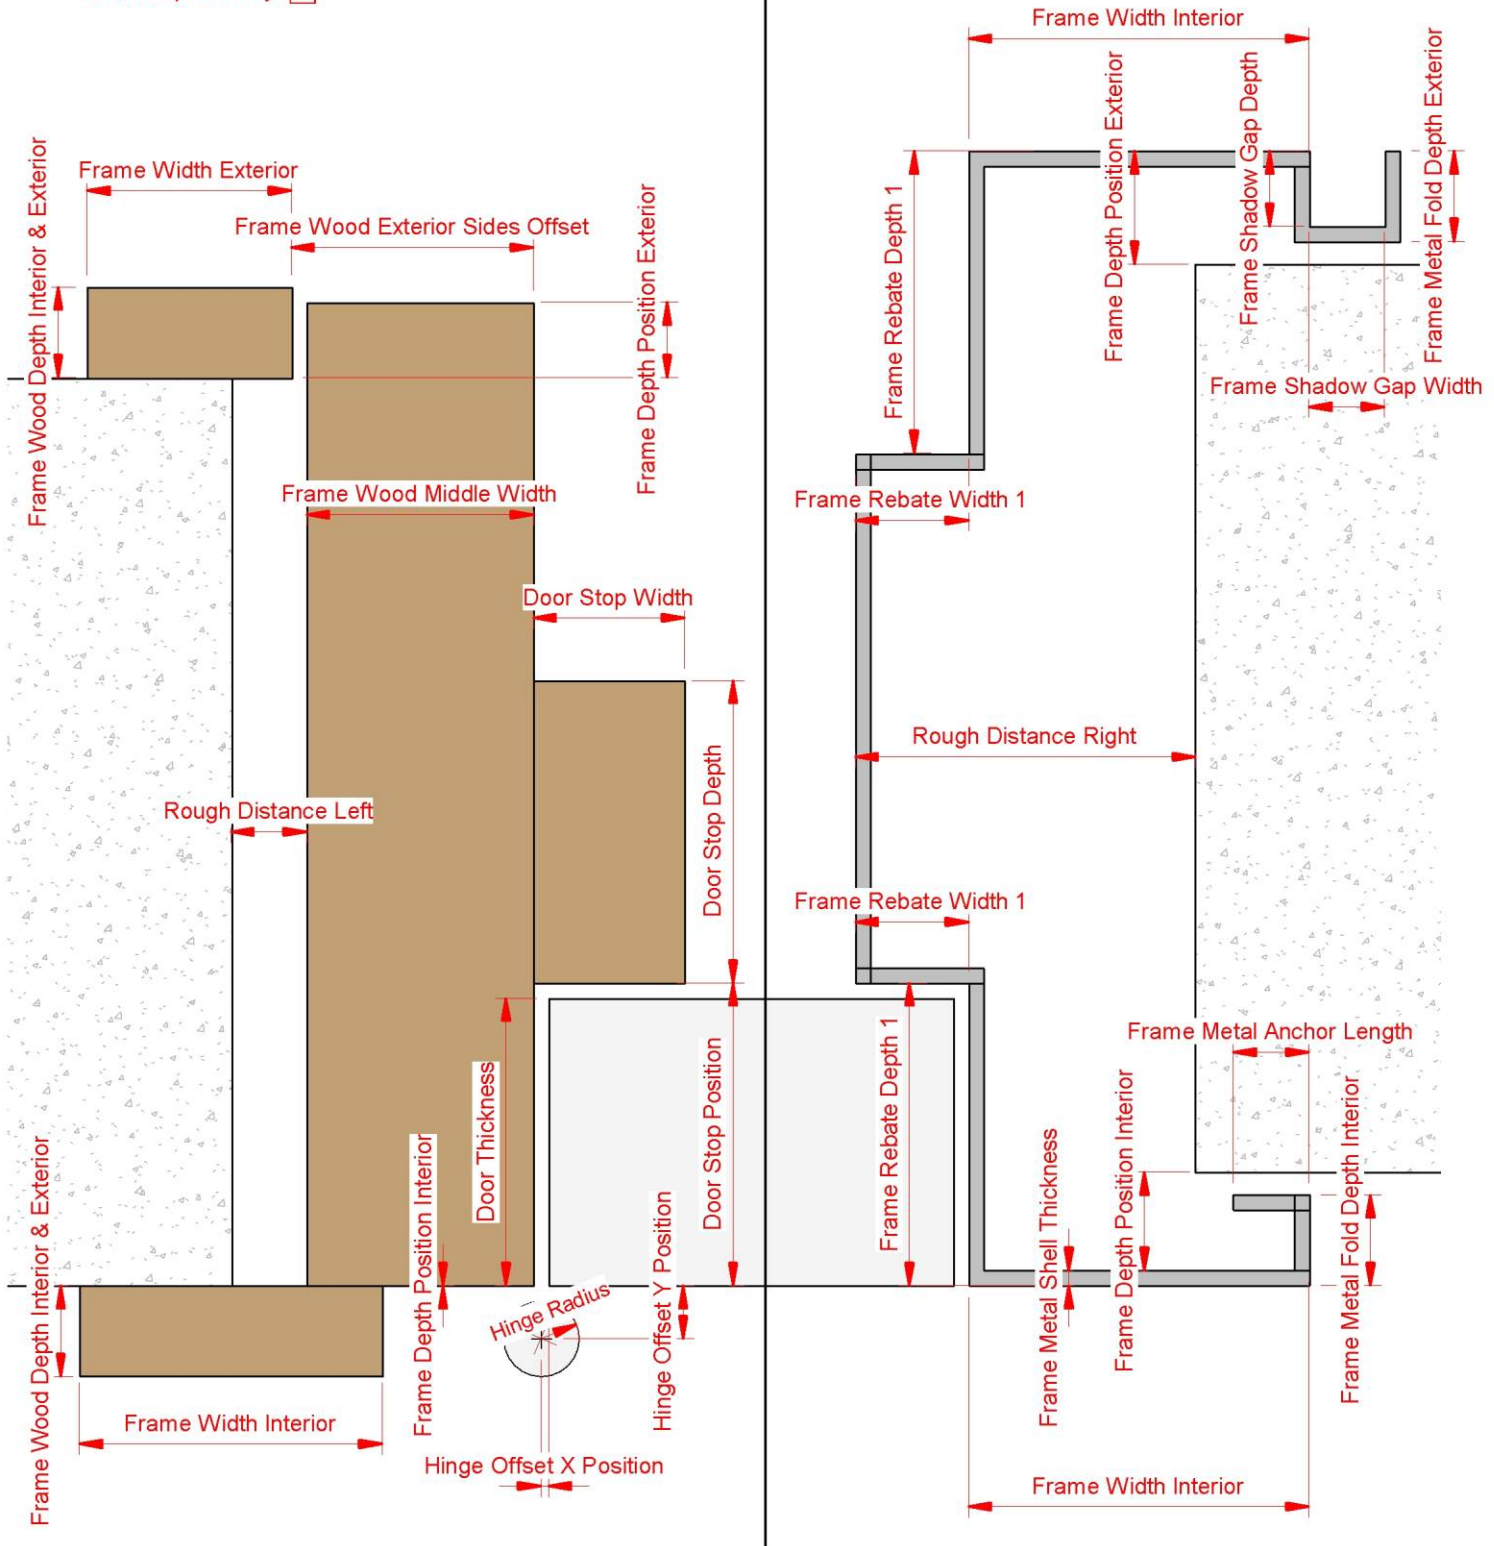 Frame Width Interior
Frame Depth Position Exterior
Frame Shadow Gap Depth
Frame Metal Fold Depth Exterior
Frame Wood Depth Interior & Exterior
Frame Width Exterior
Frame Wood Exterior Sides Offset
Frame Depth Position Exterior
Frame Rebate Depth 1
Frame Shadow Gap Width
Frame Wood Middle Width
Frame Rebate Width 1
Door Stop Width
Rough Distance Right
Door Stop Depth
Rough Distance Left
Frame Rebate Width 1
Frame Metal Anchor Length
Door Thickness
Door Stop Position
Frame Rebate Depth 1
Frame Wood Depth Interior & Exterior
Frame Depth Position Interior
Hinge Radius
Hinge Offset Y Position
Frame Metal Shell Thickness
Frame Depth Position Interior
Frame Metal Fold Depth Interior
Frame Width Interior
Hinge Offset X Position
Frame Width Interior